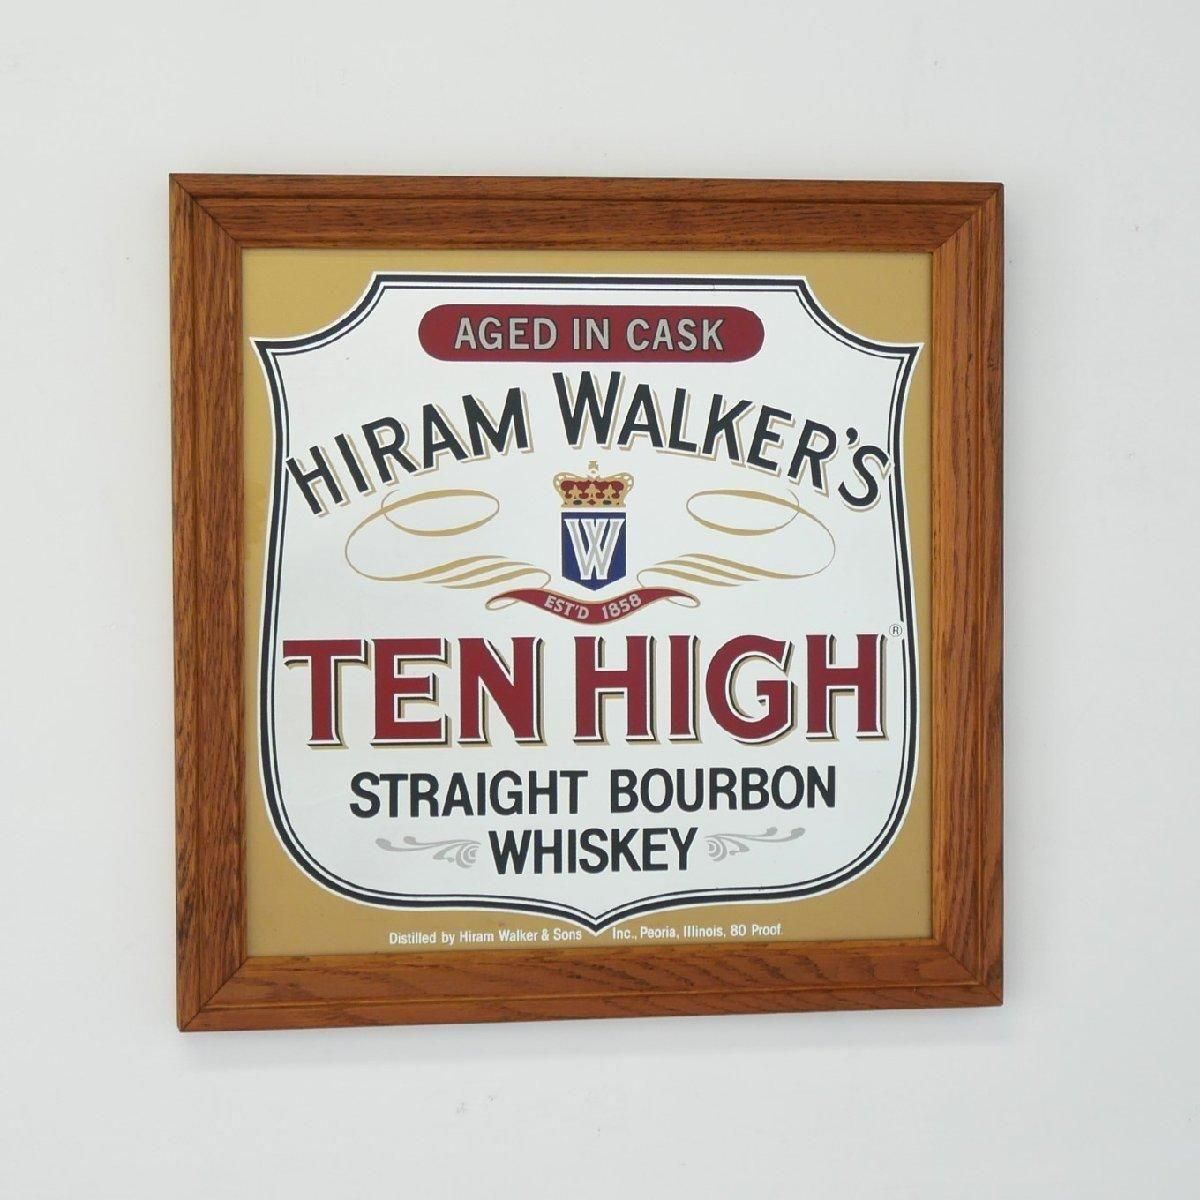 AGED IN CASK
HIRAM WALKER'S
W
EST'D 1858
TEN HIGH®
STRAIGHT BOURBON
WHISKEY
Distilled by Hiram Walker & Sons Inc., Peoria, Illinois, 80 Proof